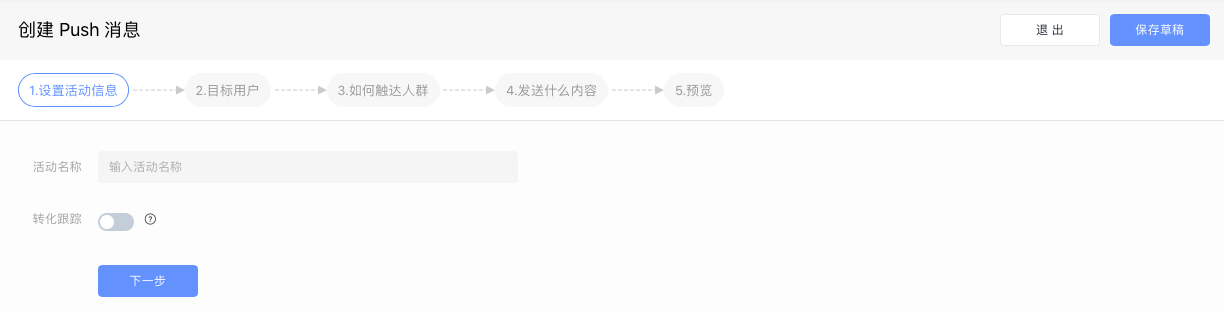 创建 Push 消息
退 出
保存草稿
1.设置活动信息
2.目标用户
3.如何触达人群
4.发送什么内容
5.预览
活动名称
输入活动名称
转化跟踪
?
下一步